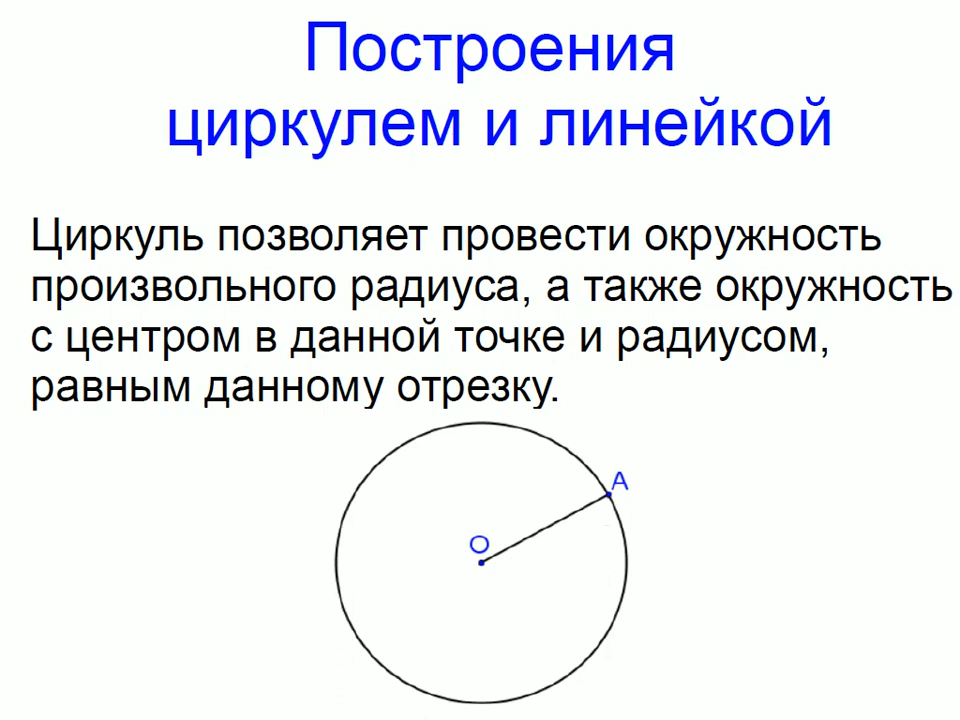 Построения
циркулем и линейкой
Циркуль позволяет провести окружность
произвольного радиуса, а также окружность
с центром в данной точке и радиусом,
равным данному отрезку.
A
O